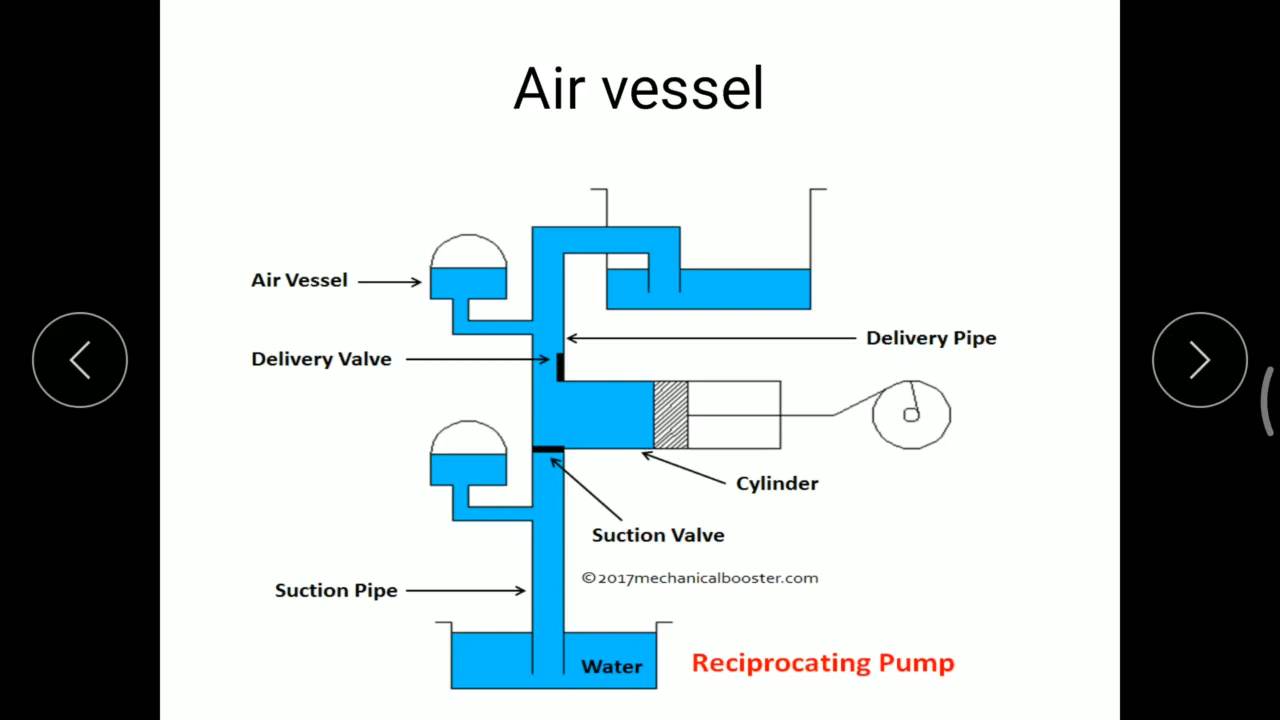 Air vessel
Air Vessel
Delivery Pipe
Delivery Valve
Cylinder
Suction Valve
©2017mechanicalbooster.com
Suction Pipe
Water
Reciprocating Pump